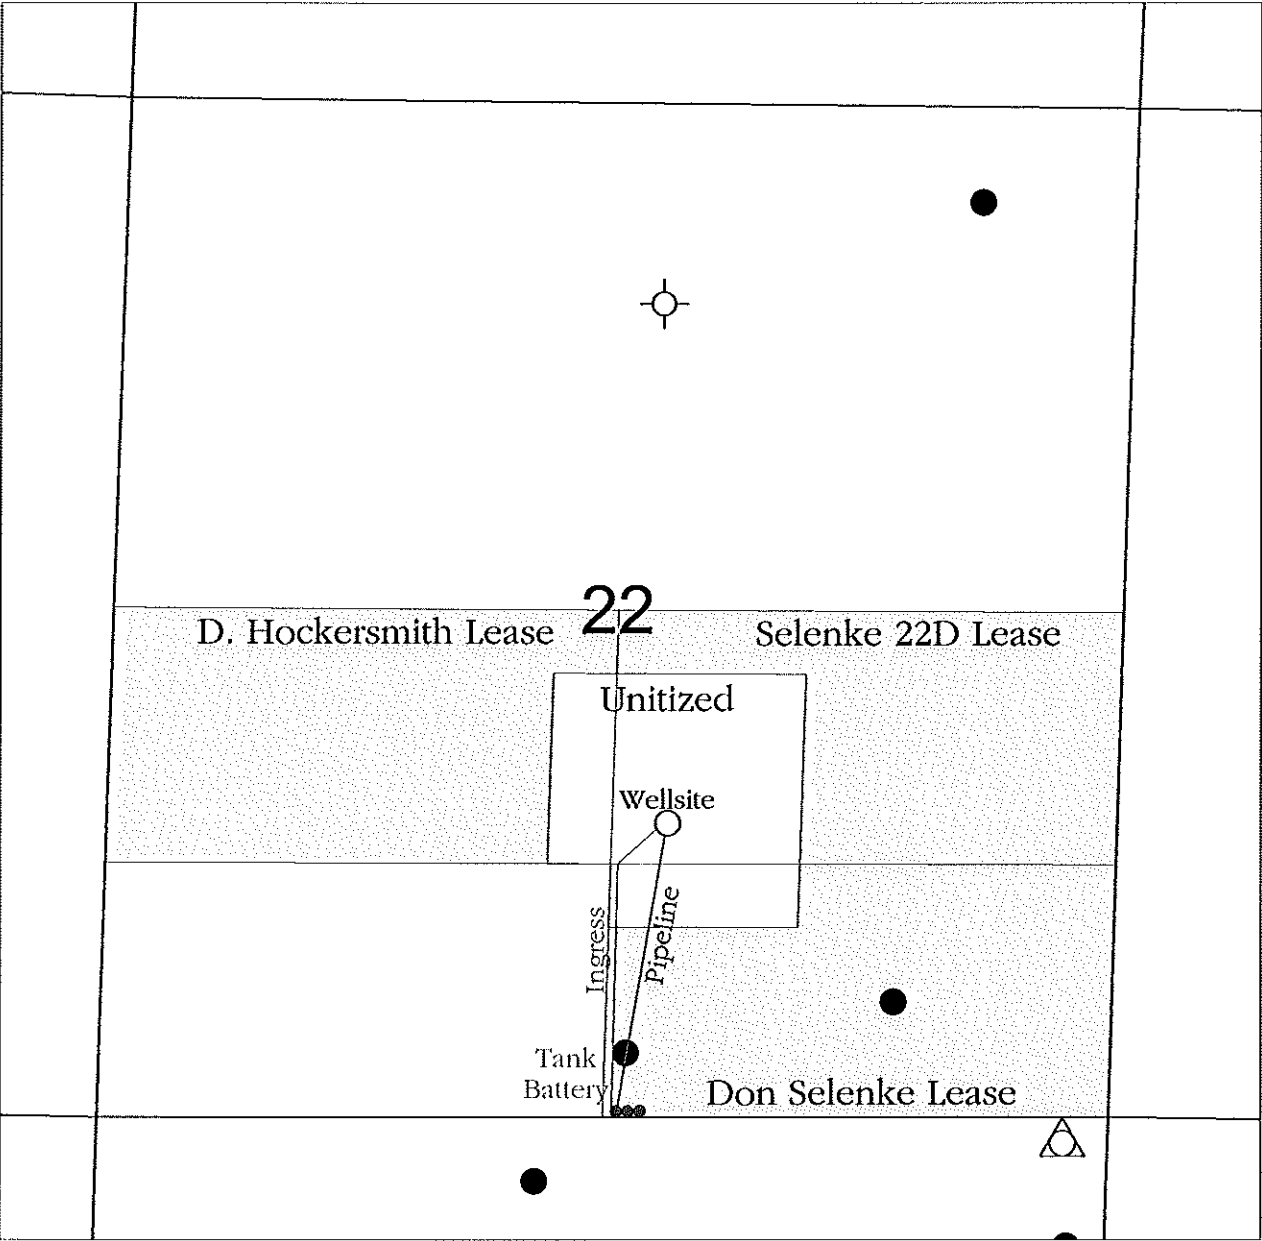 22
D. Hockersmith Lease
Selenke 22D Lease
Unitized
Wellsite
Ingress
Pipeline
Tank
Battery
Don Selenke Lease